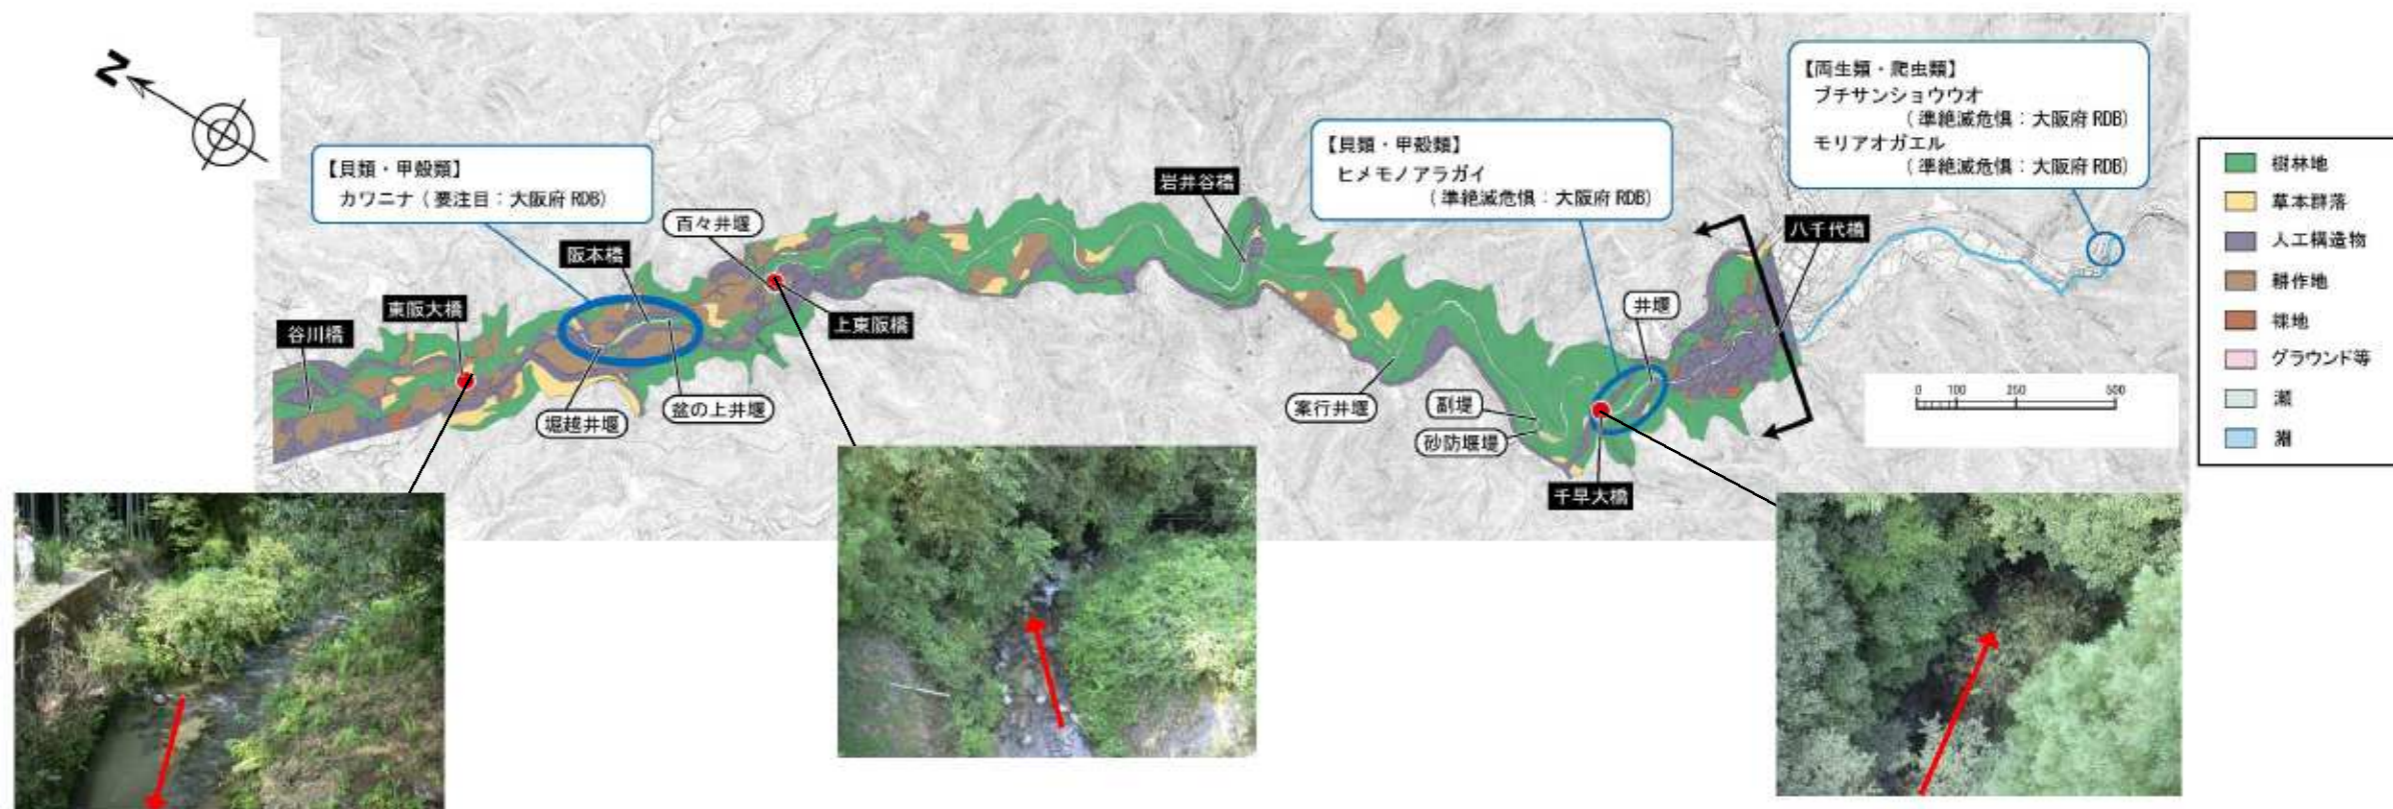 N
【両生類・爬虫類】
ブチサンショウウオ
(準絶滅危惧：大阪府 RDB)
モリアオガエル
(準絶滅危惧：大阪府 RDB)
【貝類・甲殻類】
ヒメモノアラガイ
(準絶滅危惧：大阪府 RDB)
【貝類・甲殻類】
カワニナ（要注目：大阪府 RDB）
樹林地
草本群落
人工構造物
耕作地
裸地
グラウンド等
瀬
淵
岩井谷橋
百々井堰
阪本橋
八千代橋
東阪大橋
谷川橋
上東阪橋
井堰
堀越井堰
盆の上井堰
案行井堰
副堤
砂防堰堤
千早大橋
0 100 250 500